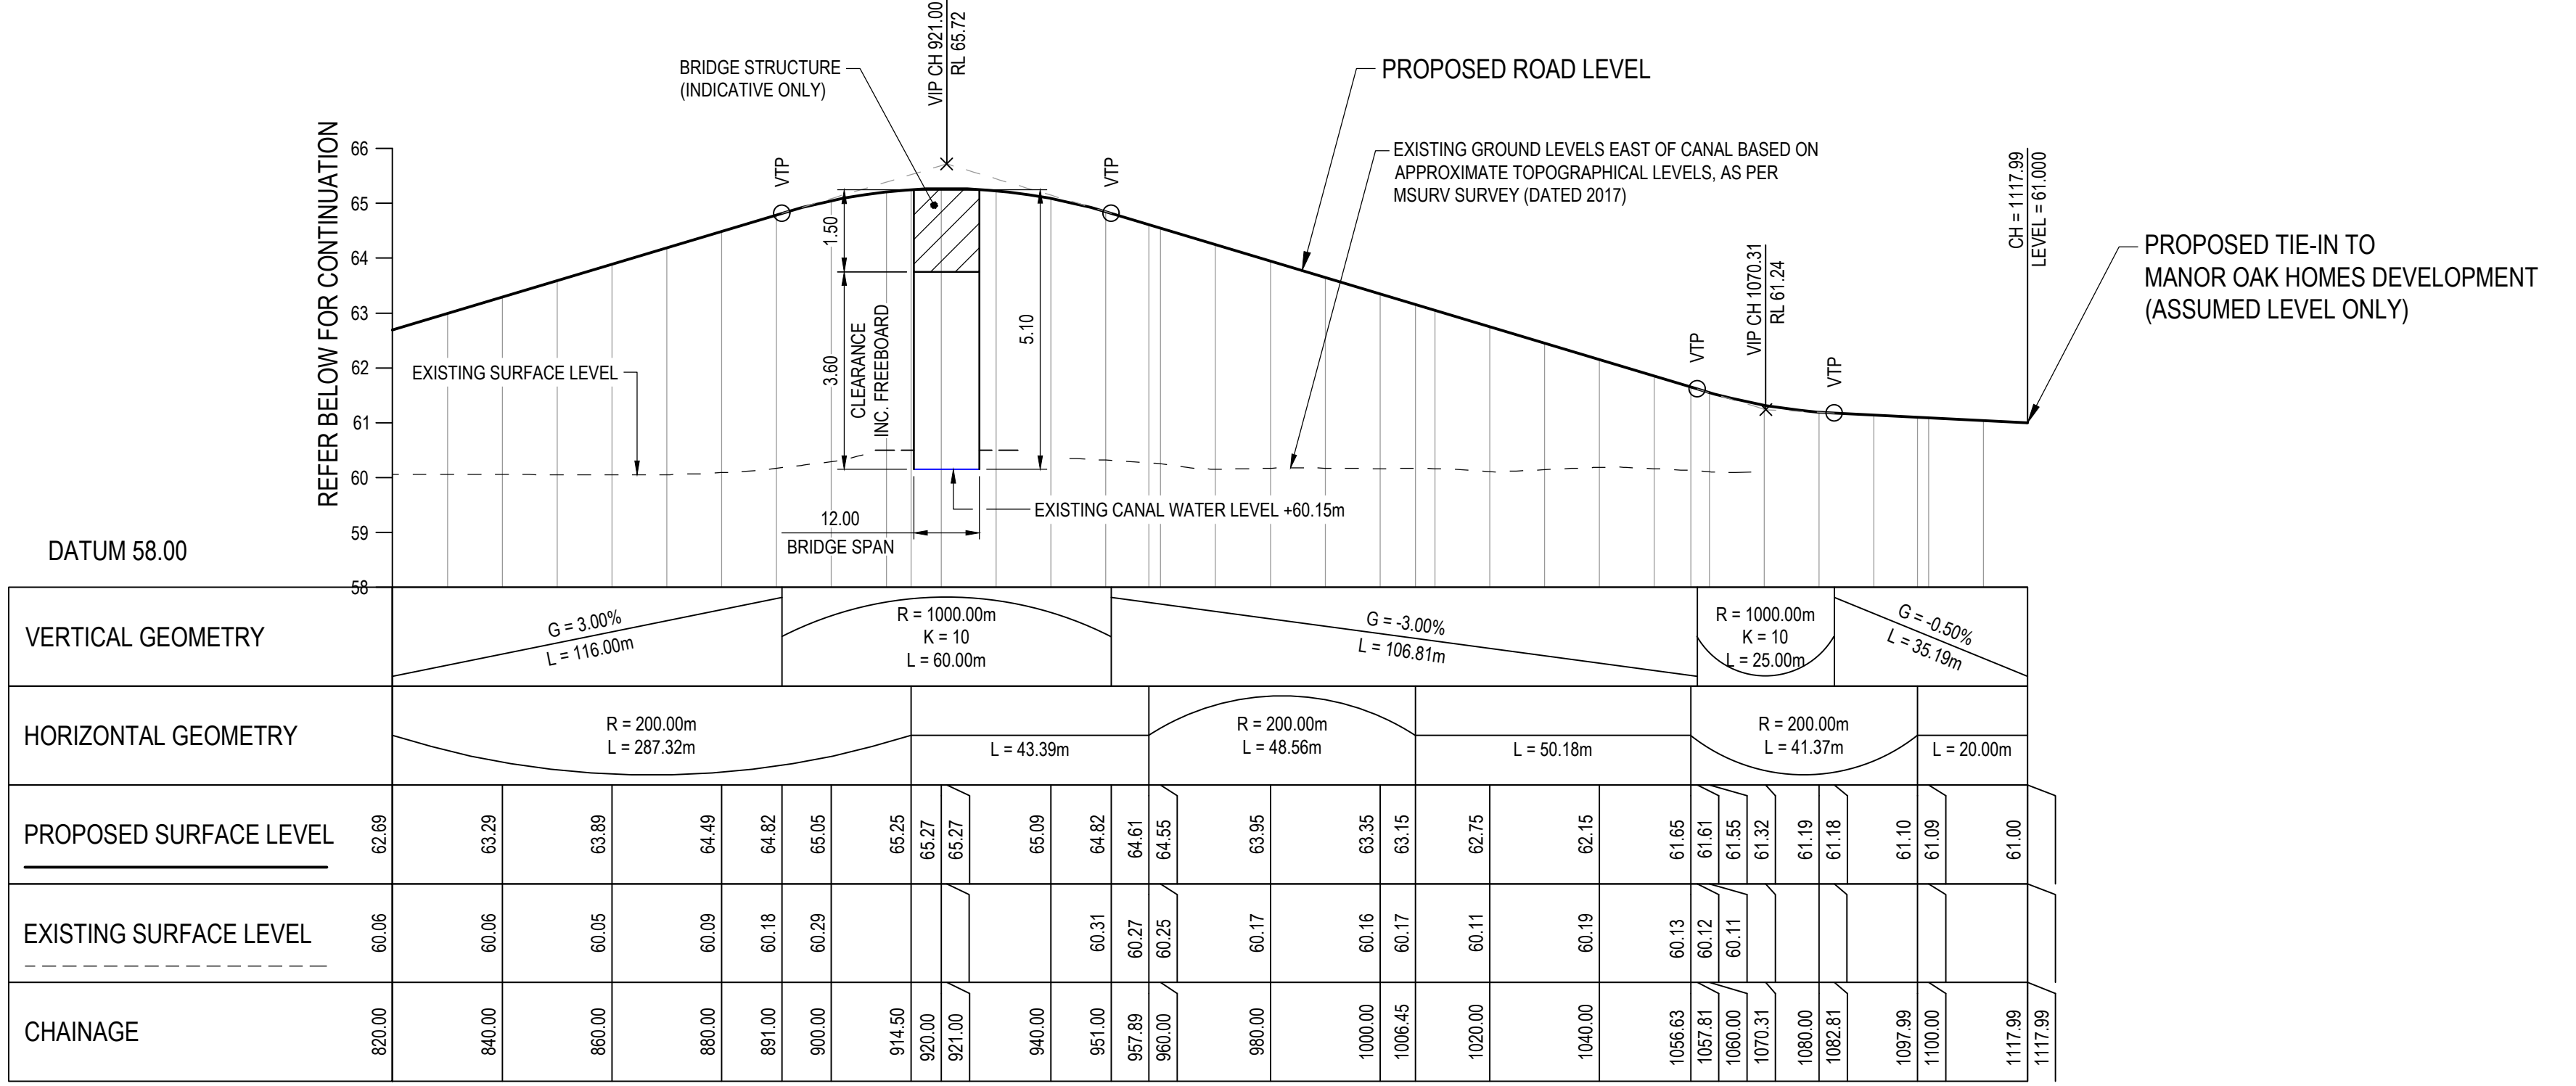 VIP CH 921.00
RL 65.72
BRIDGE STRUCTURE
(INDICATIVE ONLY)
PROPOSED ROAD LEVEL
REFER BELOW FOR CONTINUATION
66
65
64
63
62
61
60
59
58
VTP
VTP
EXISTING GROUND LEVELS EAST OF CANAL BASED ON
APPROXIMATE TOPOGRAPHICAL LEVELS, AS PER
MSURV SURVEY (DATED 2017)
CH = 1117.99
LEVEL = 61.000
1.50
PROPOSED TIE-IN TO
MANOR OAK HOMES DEVELOPMENT
(ASSUMED LEVEL ONLY)
VIP CH 1070.31
RL 61.24
3.60
CLEARANCE
INC. FREEBOARD
5.10
VTP
VTP
EXISTING SURFACE LEVEL
EXISTING CANAL WATER LEVEL +60.15m
12.00
BRIDGE SPAN
DATUM 58.00
VERTICAL GEOMETRY
G = 3.00%
L = 116.00m
R = 1000.00m
K = 10
L = 60.00m
G = -3.00%
L = 106.81m
R = 1000.00m
K = 10
L = 25.00m
G = -0.50%
L = 35.19m
HORIZONTAL GEOMETRY
R = 200.00m
L = 287.32m
L = 43.39m
R = 200.00m
L = 48.56m
L = 50.18m
R = 200.00m
L = 41.37m
L = 20.00m
PROPOSED SURFACE LEVEL
62.69
63.29
63.89
64.49
64.82
65.05
65.25
65.27
65.27
65.09
64.82
64.61
64.55
63.95
63.35
63.15
62.75
62.15
61.65
61.61
61.55
61.32
61.19
61.18
61.10
61.09
61.00
EXISTING SURFACE LEVEL
60.06
60.06
60.05
60.09
60.18
60.29
60.31
60.27
60.25
60.17
60.16
60.17
60.11
60.19
60.13
60.12
60.11
CHAINAGE
820.00
840.00
860.00
880.00
891.00
900.00
914.50
920.00
921.00
940.00
951.00
957.89
960.00
980.00
1000.00
1006.45
1020.00
1040.00
1056.63
1057.81
1060.00
1070.31
1080.00
1082.81
1097.99
1100.00
1117.99
1117.99